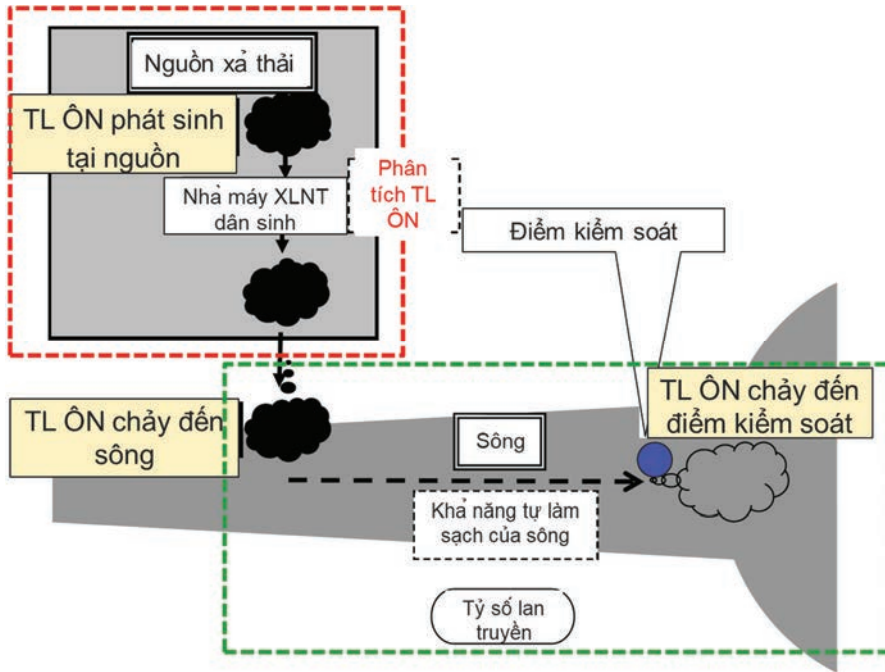 Nguồn xả thải
TL ÔN phát sinh
tại nguồn
Phân
tích TL
ÔN
Nhà máy XLNT
dân sinh
Điểm kiểm soát
TL ÔN chảy đến
sông
TL ÔN chảy đến
điểm kiểm soát
Sông
Khả năng tự làm
sạch của sông
Tỷ số lan
truyền